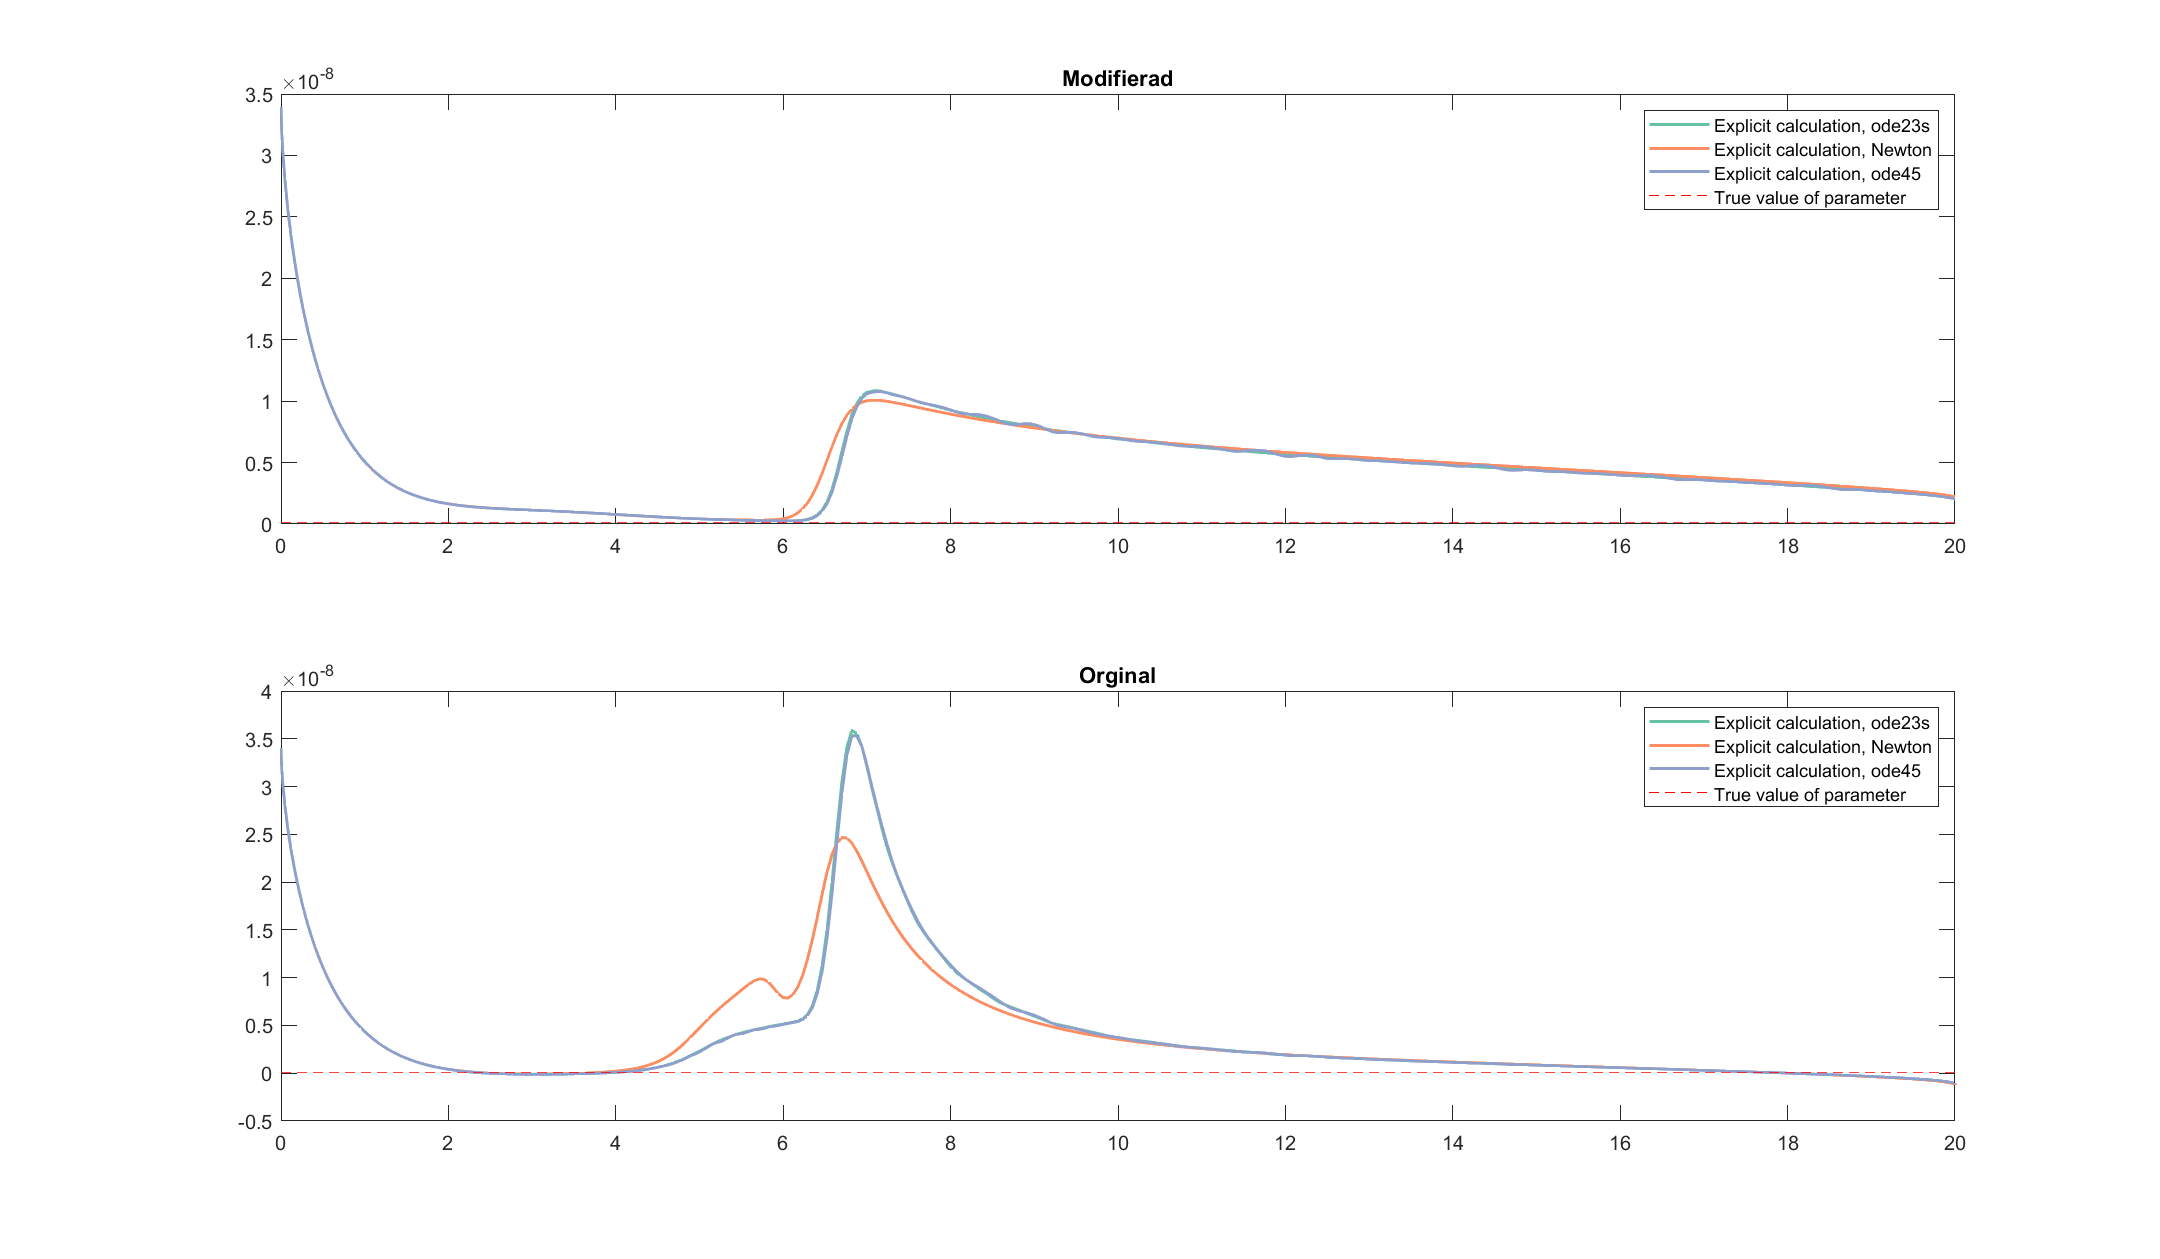 Modifierad
×10-8
3.5
3
2.5
2
1.5
1
0.5
0
0 2 4 6 8 10 12 14 16 18 20
Explicit calculation, ode23s
Explicit calculation, Newton
Explicit calculation, ode45
True value of parameter
Orginal
×10-8
4
3.5
3
2.5
2
1.5
1
0.5
0
-0.5
0 2 4 6 8 10 12 14 16 18 20
Explicit calculation, ode23s
Explicit calculation, Newton
Explicit calculation, ode45
True value of parameter